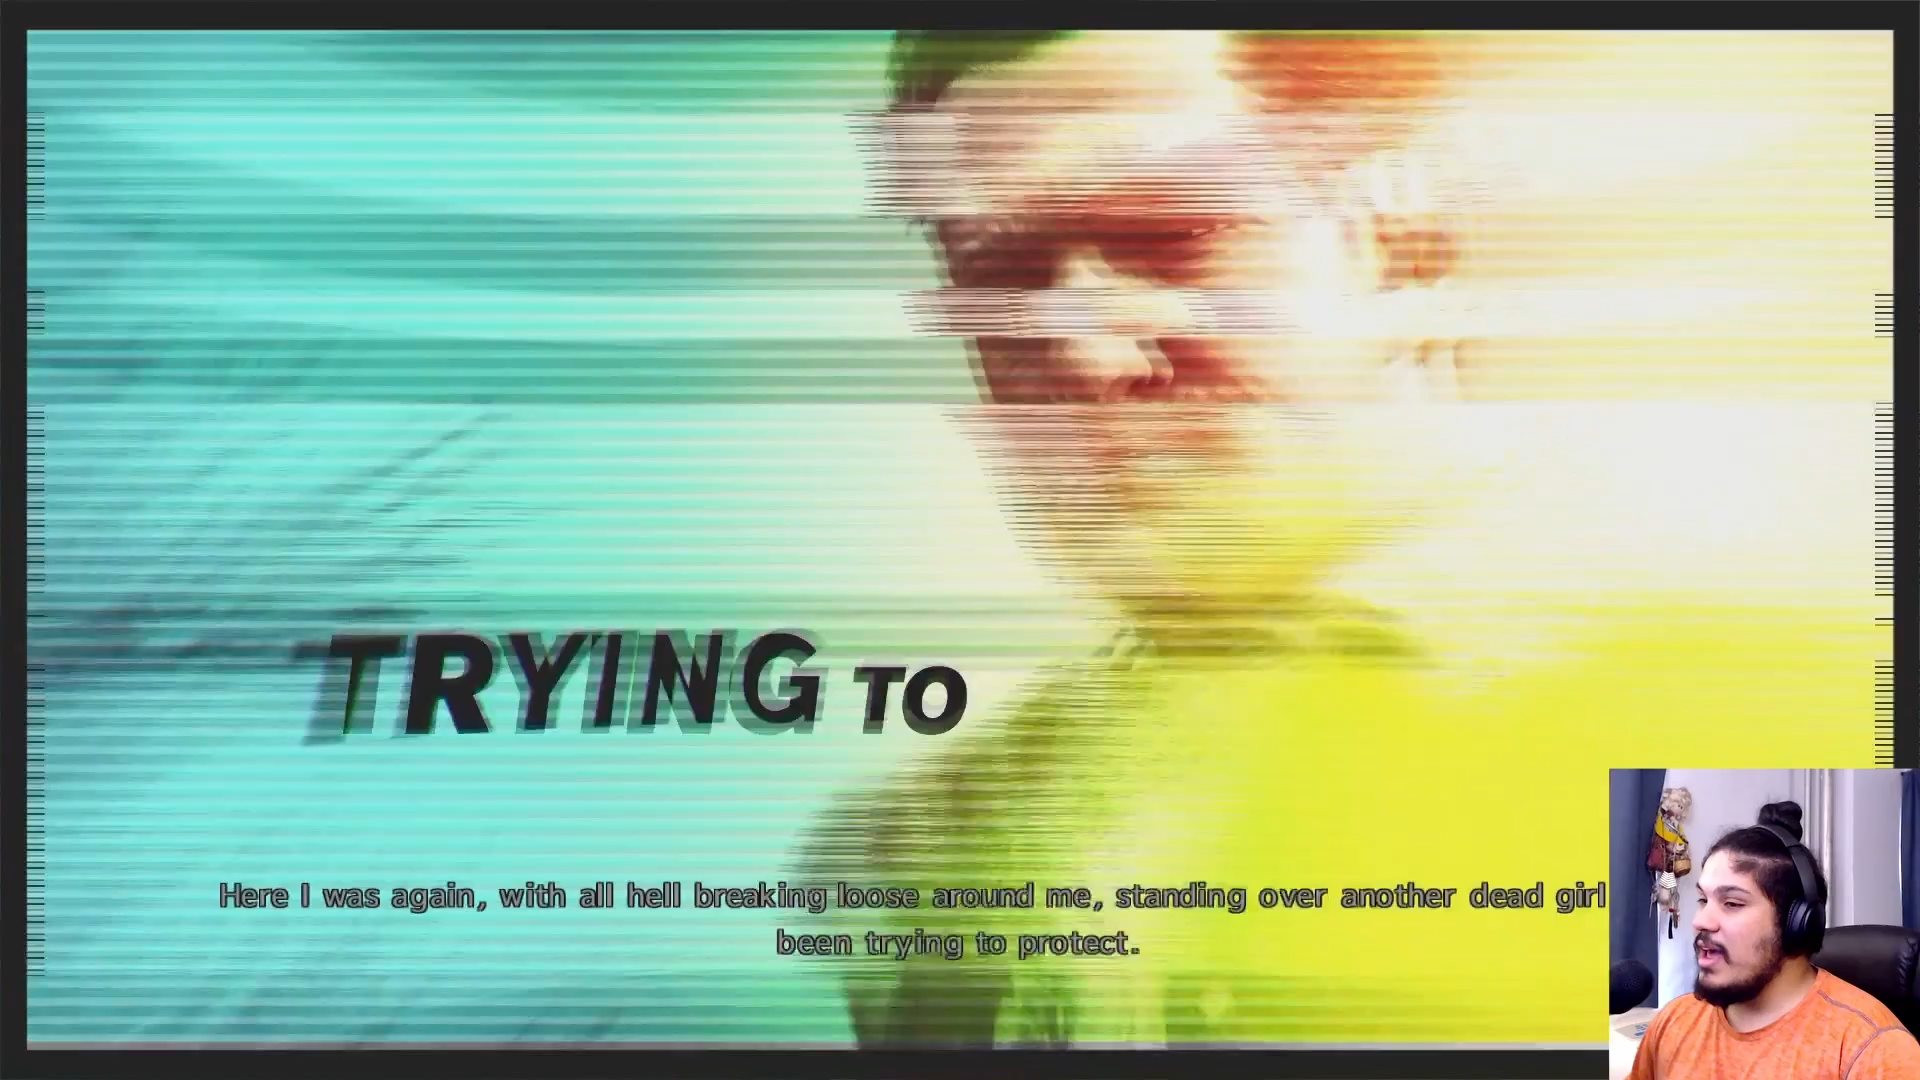 TRYING TO
Here I was again, with all hell breaking loose around me, standing over another dead girl
been trying to protect.